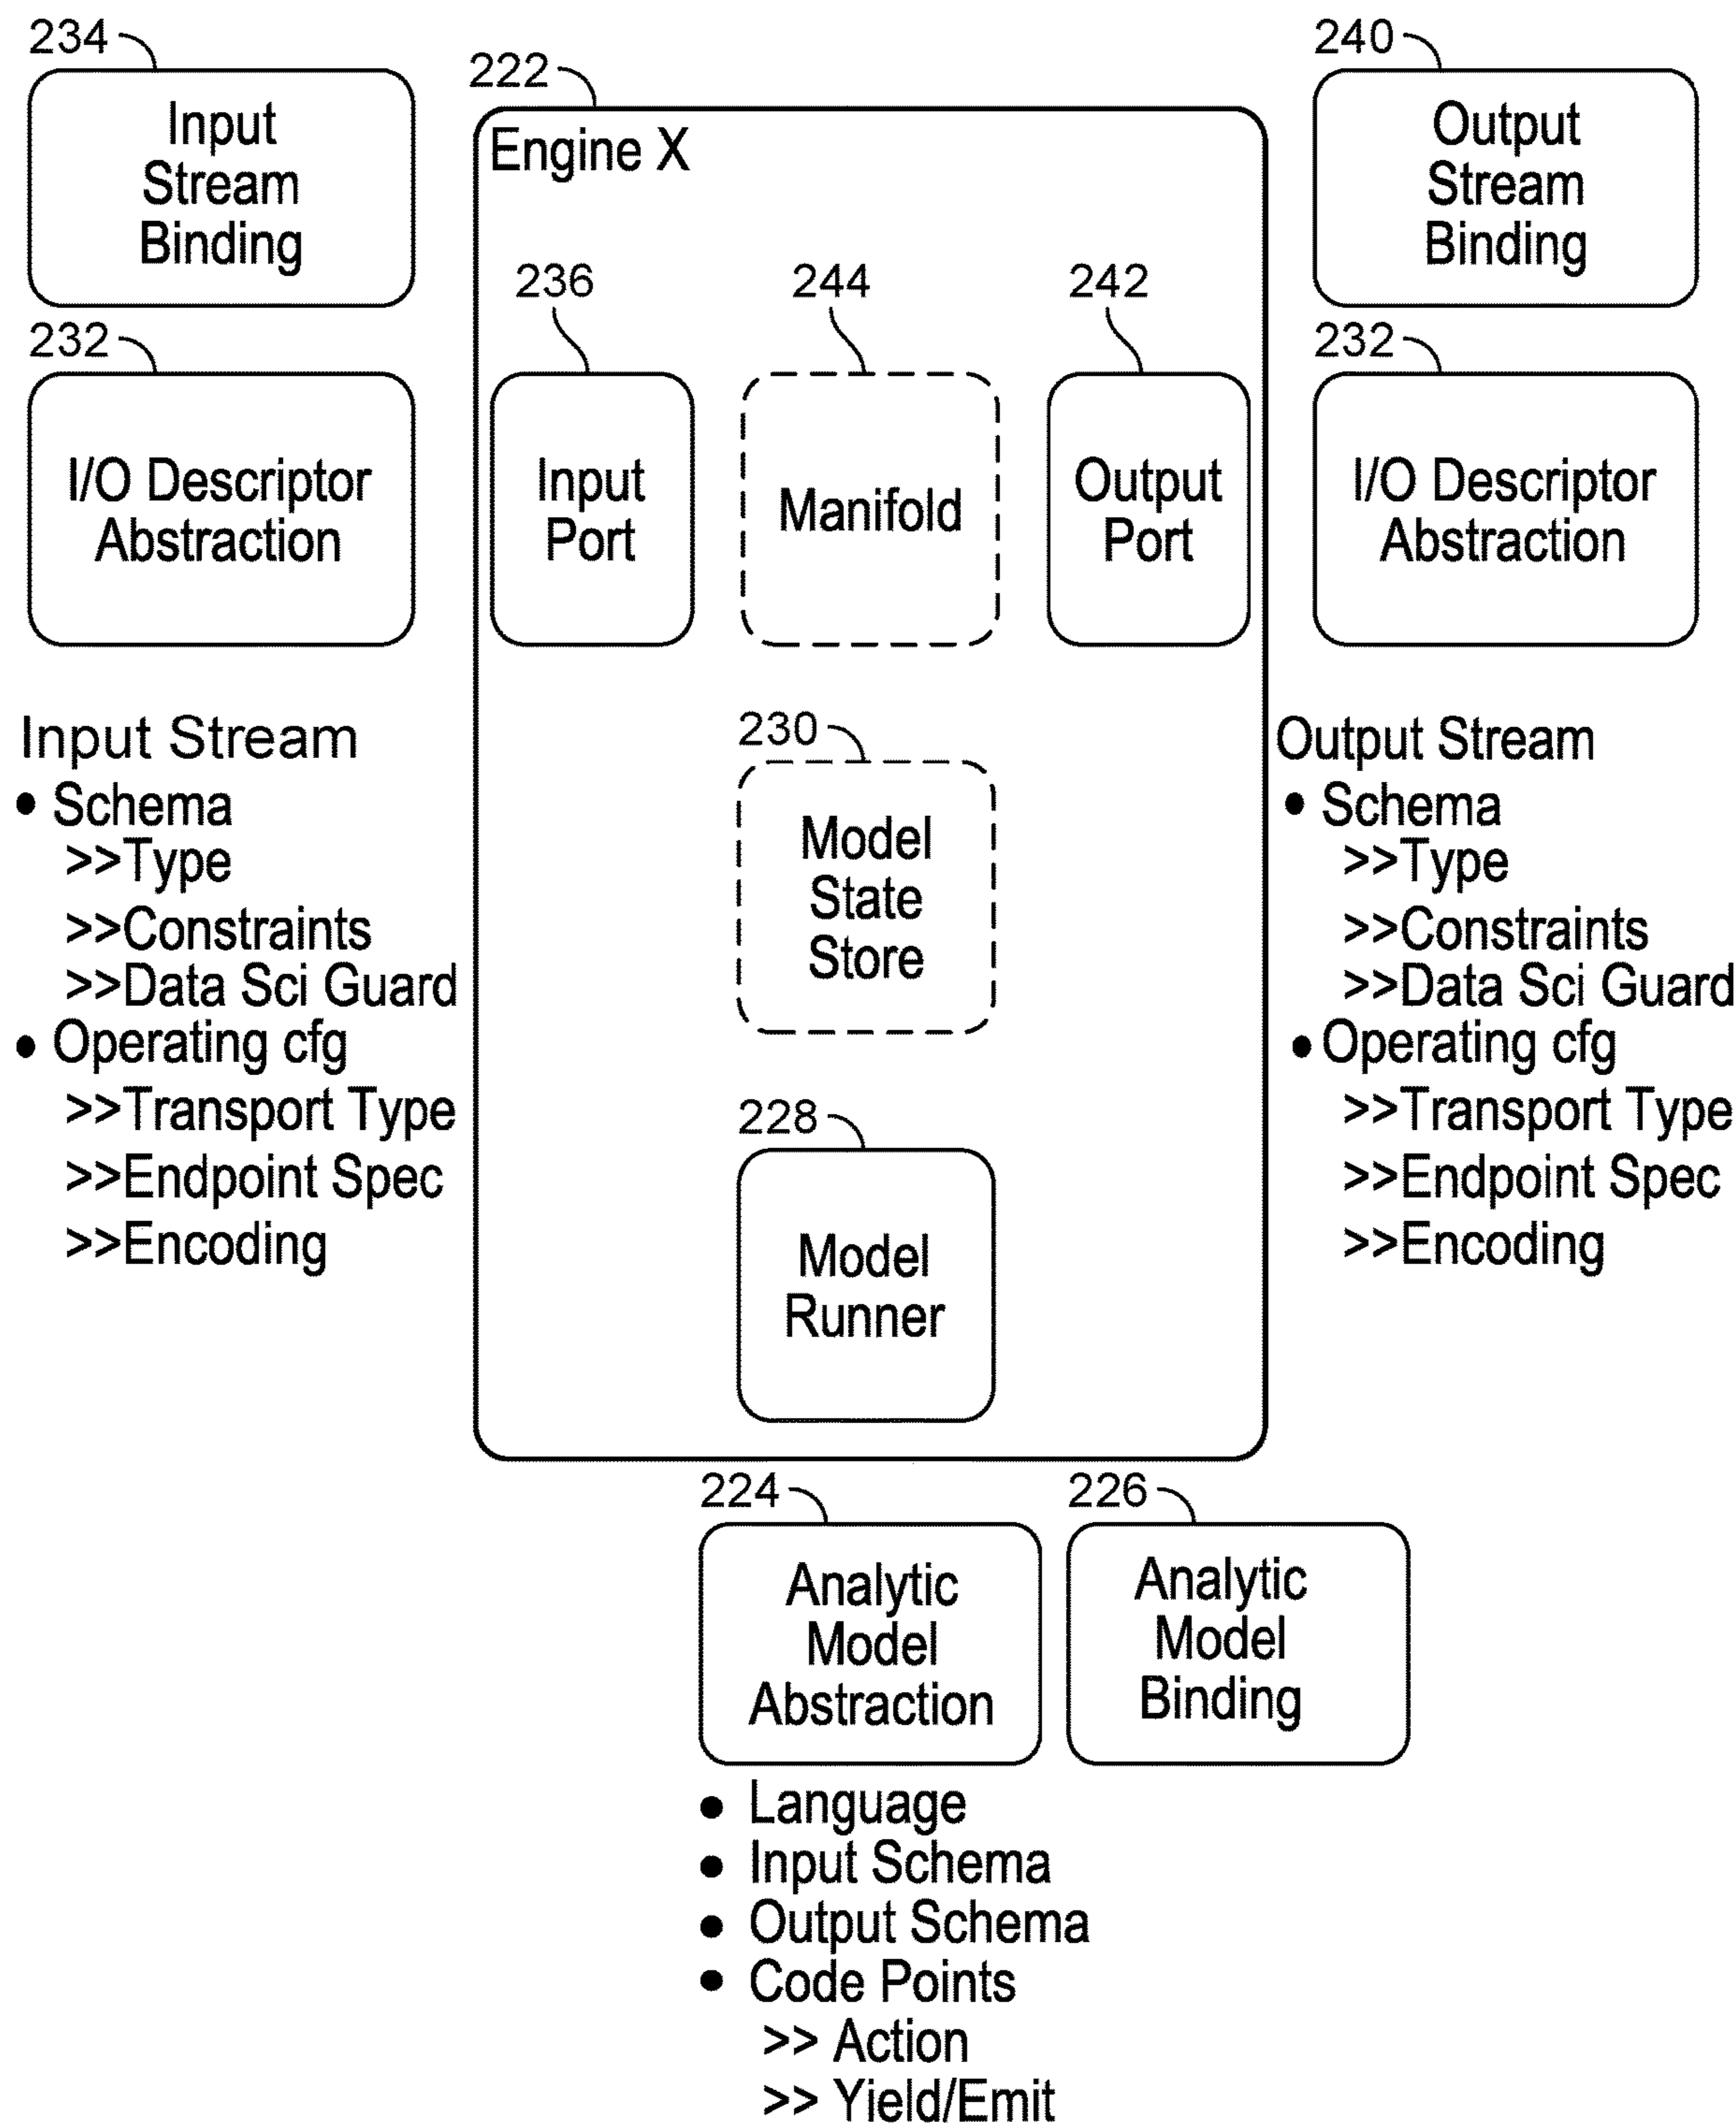 234
Input
Stream
Binding
232
I/O Descriptor
Abstraction
Input Stream
• Schema
>>Type
>>Constraints
>>Data Sci Guard
• Operating cfg
>>Transport Type
>>Endpoint Spec
>>Encoding
222
Engine X
236
Input
Port
244
Manifold
242
Output
Port
230
Model
State
Store
228
Model
Runner
240
Output
Stream
Binding
232
I/O Descriptor
Abstraction
Output Stream
• Schema
>>Type
>>Constraints
>>Data Sci Guard
• Operating cfg
>>Transport Type
>>Endpoint Spec
>>Encoding
224
Analytic
Model
Abstraction
226
Analytic
Model
Binding
• Language
• Input Schema
• Output Schema
• Code Points
>> Action
>> Yield/Emit